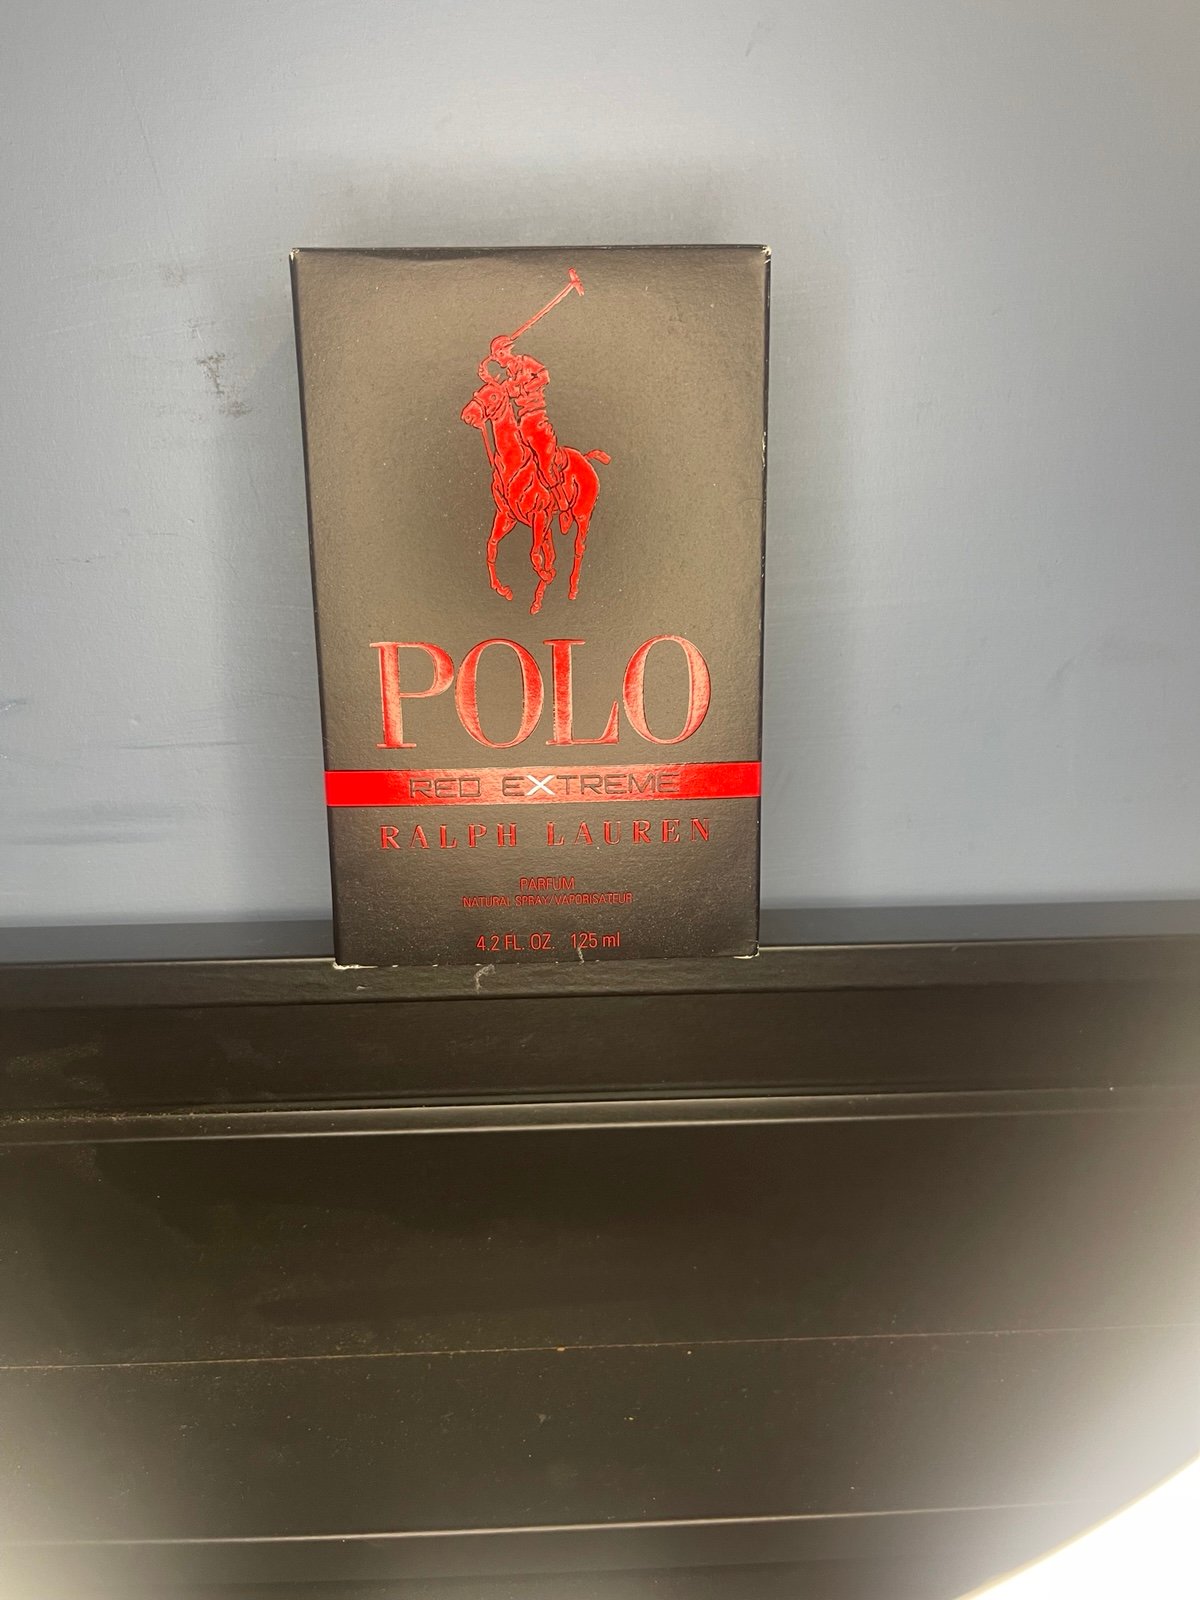 POLO
RED EXTREME
RALPH LAUREN
PARFUM
NATURAL SPRAY/VAPORISATEUR
4.2 FL. OZ. 125 ml